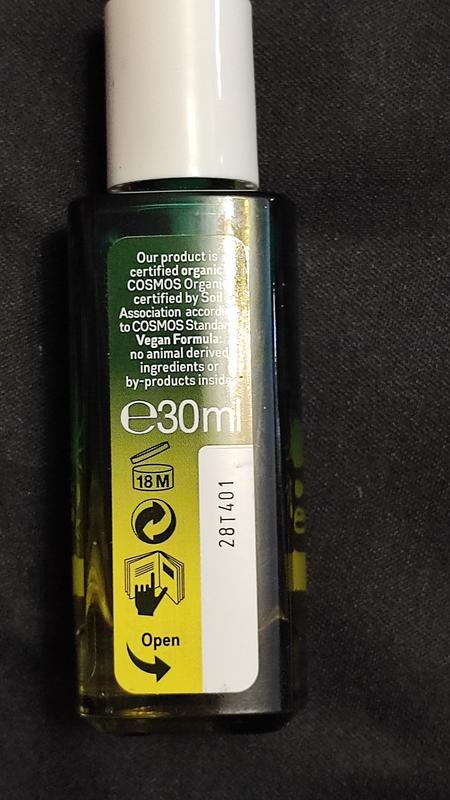 Our product is
certified organic.
COSMOS Organic
certified by Soil
Association according
to COSMOS Standard
Vegan Formula:
no animal derived
ingredients or
by-products inside.
℮30ml
18 M
28T401
Open